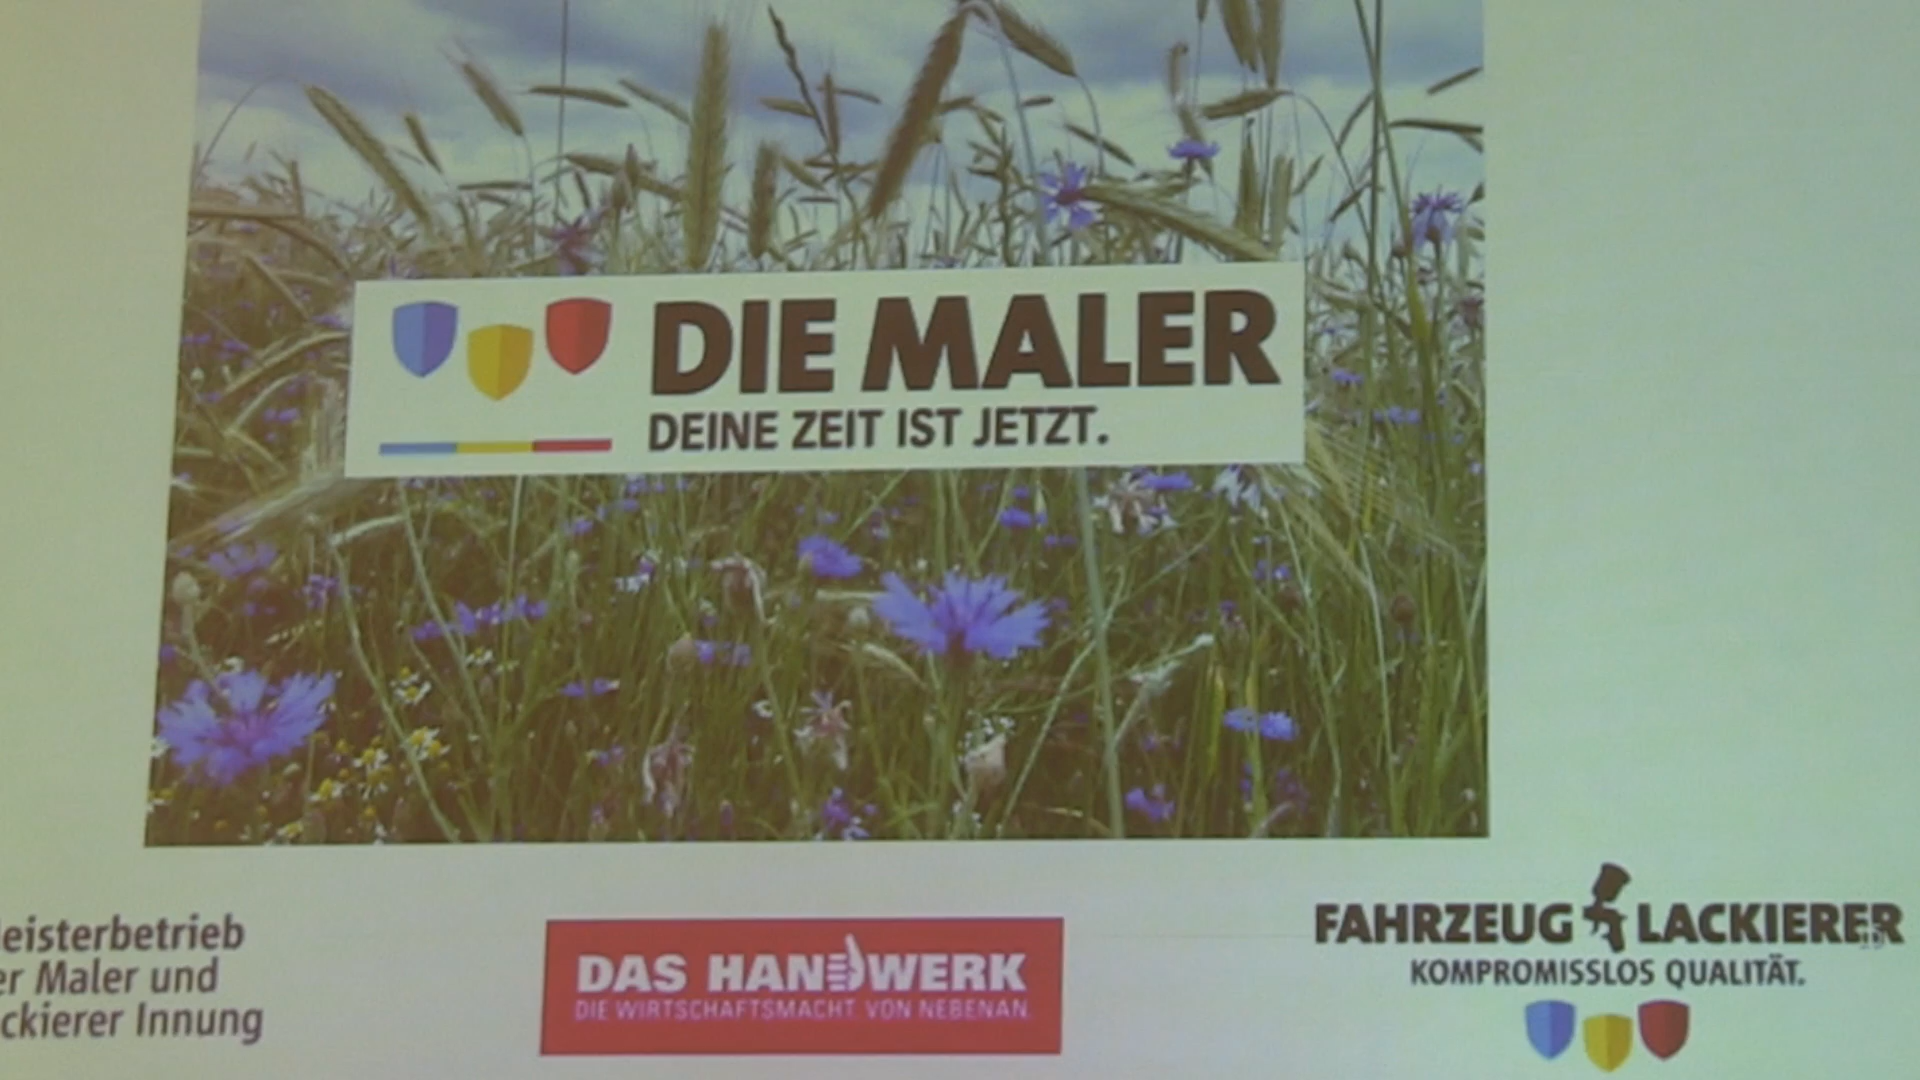 DIE MALER
DEINE ZEIT IST JETZT.
eisterbetrieb
er Maler und
ckierer Innung
DAS HANDWERK
DIE WIRTSCHAFTSMACHT. VON NEBENAN.
FAHRZEUG LACKIERER
KOMPROMISSLOS QUALITÄT.